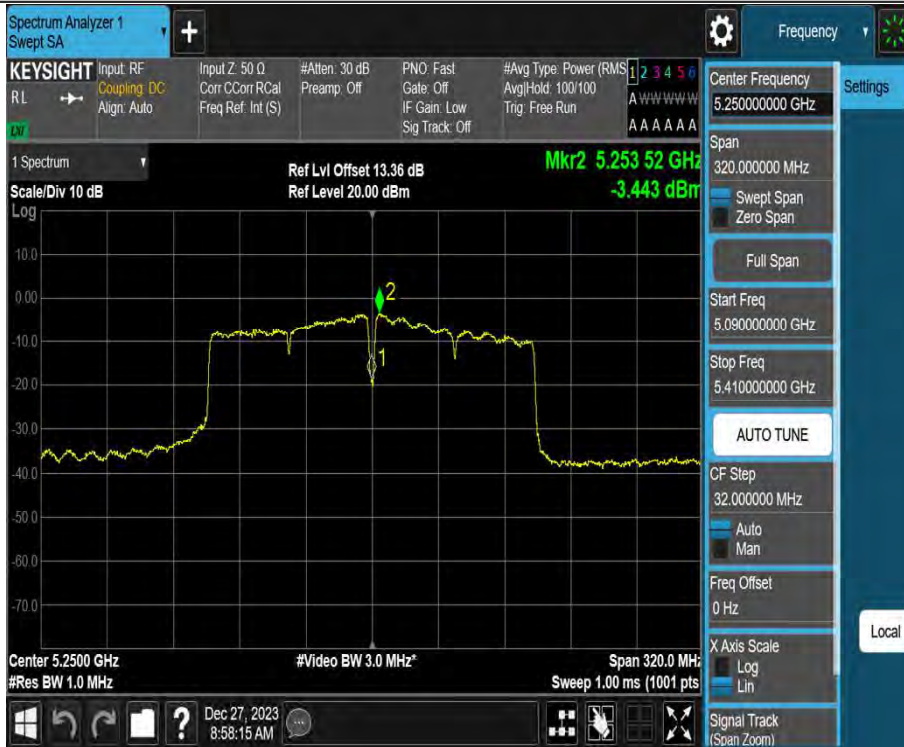 Spectrum Analyzer 1
Swept SA
+
Frequency
KEYSIGHT
RL
LXI
Input: RF
Coupling: DC
Align: Auto
Input Z: 50 Ω
Corr CCorr RCal
Freq Ref: Int (S)
#Atten: 30 dB
Preamp: Off
PNO: Fast
Gate: Off
IF Gain: Low
Sig Track: Off
#Avg Type: Power (RMS
Avg|Hold: 100/100
Trig: Free Run
1 2 3 4 5 6
A W W W W W
A A A A A A
1 Spectrum
Scale/Div 10 dB
Log
Ref Lvl Offset 13.36 dB
Ref Level 20.00 dBm
Mkr2 5.253 52 GHz
-3.443 dBm
10.0
0.00
-10.0
-20.0
-30.0
-40.0
-50.0
-60.0
-70.0
2
1
Center 5.2500 GHz
#Res BW 1.0 MHz
#Video BW 3.0 MHz*
Span 320.0 MHz
Sweep 1.00 ms (1001 pts
Dec 27, 2023
8:58:15 AM
?
Center Frequency
5.250000000 GHz
Settings
Span
320.000000 MHz
Swept Span
Zero Span
Full Span
Start Freq
5.090000000 GHz
Stop Freq
5.410000000 GHz
AUTO TUNE
CF Step
32.000000 MHz
Auto
Man
Freq Offset
0 Hz
Local
X Axis Scale
Log
Lin
Signal Track
(Span Zoom)